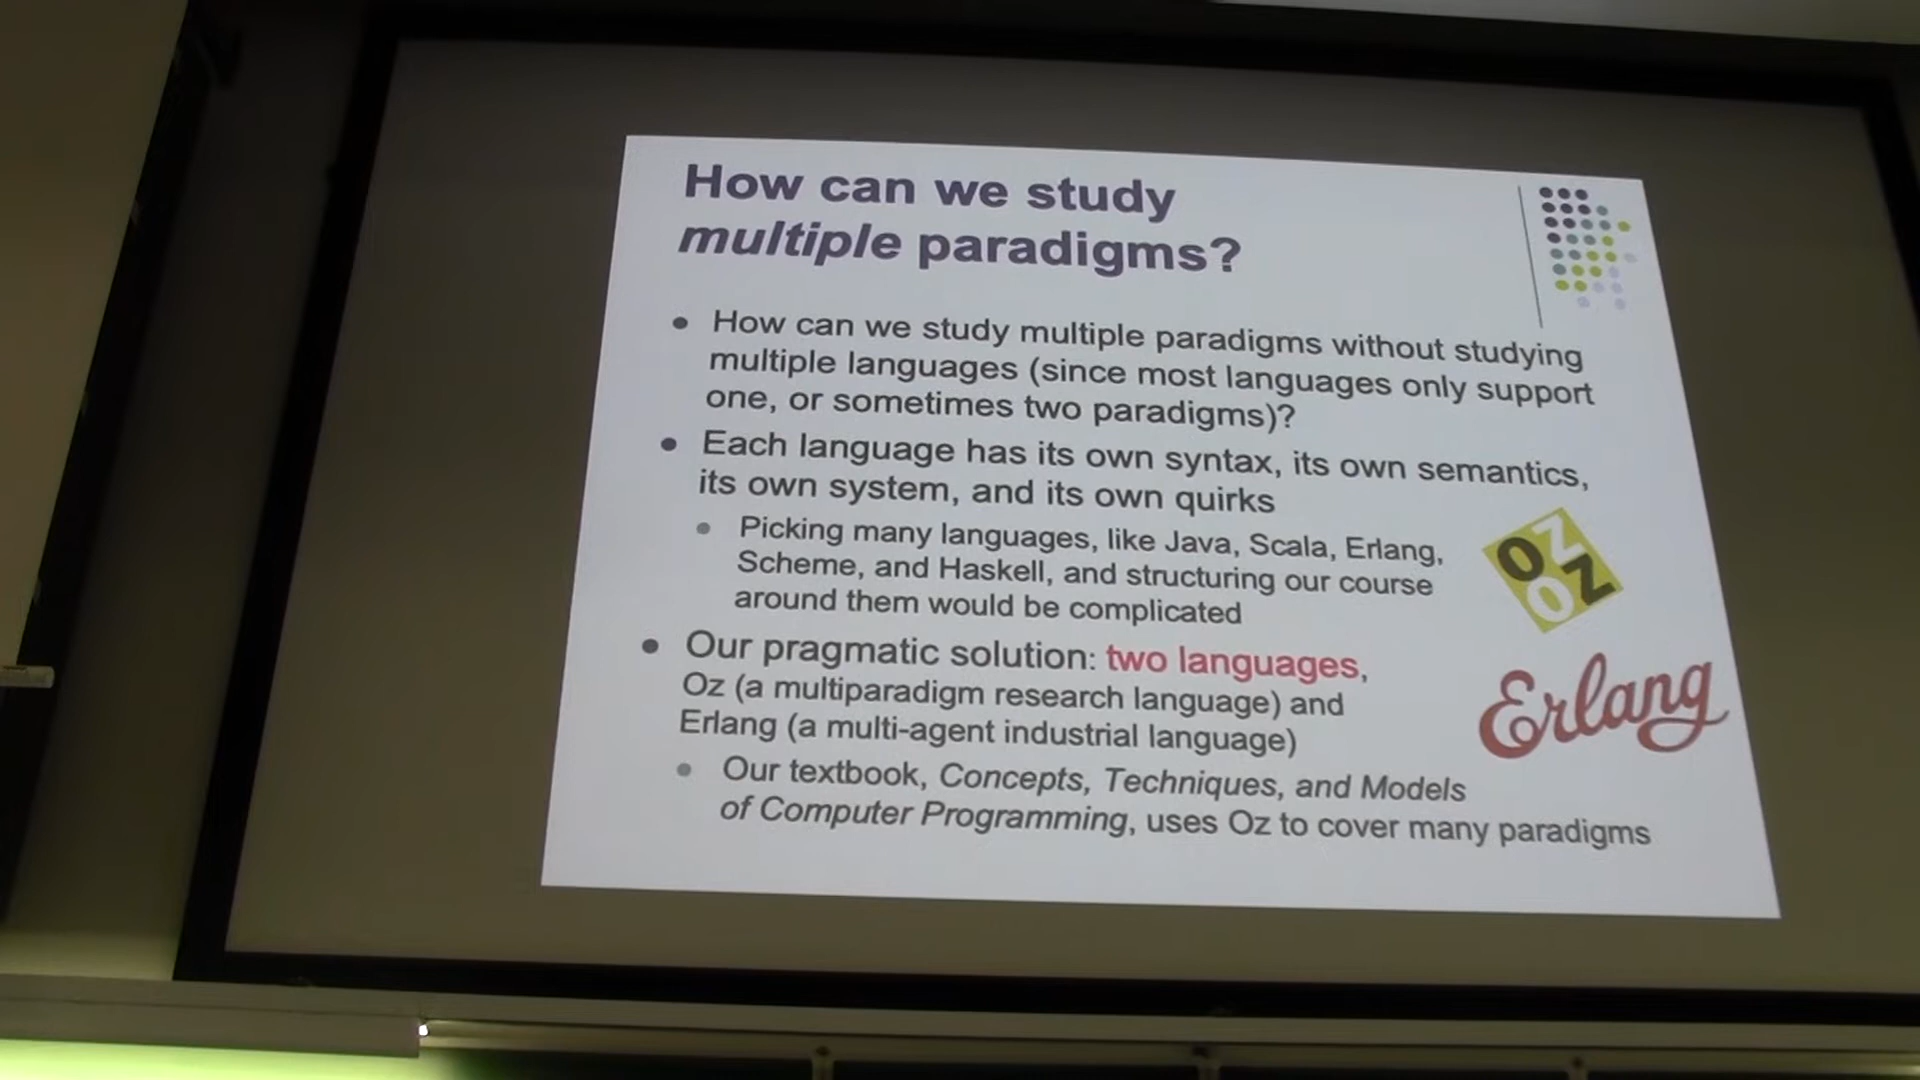 How can we study
multiple paradigms?
How can we study multiple paradigms without studying
multiple languages (since most languages only support
one, or sometimes two paradigms)?
Each language has its own syntax, its own semantics,
its own system, and its own quirks
Picking many languages, like Java, Scala, Erlang,
Scheme, and Haskell, and structuring our course
around them would be complicated
OZ
OZ
Our pragmatic solution: two languages,
Oz (a multiparadigm research language) and
Erlang (a multi-agent industrial language)
Erlang
Our textbook, Concepts, Techniques, and Models
of Computer Programming, uses Oz to cover many paradigms